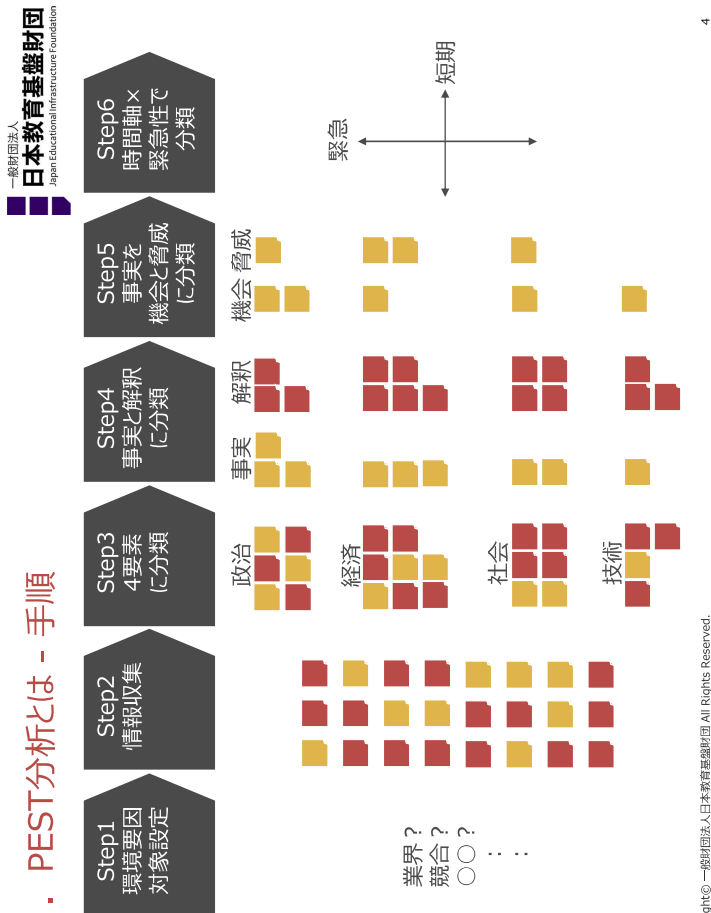 . PEST分析とは - 手順
一般財団法人
日本教育基盤財団
Japan Educational Infrastructure Foundation
Step1
環境要因
対象設定
Step2
情報収集
Step3
4要素
に分類
Step4
事実と解釈
に分類
Step5
事実を
機会と脅威
に分類
Step6
時間軸×
緊急性で
分類
業界？
競合？
○○？
：
：
政治
経済
社会
技術
事実
解釈
機会
脅威
緊急
短期
ght© 一般財団法人日本教育基盤財団 All Rights Reserved.
4